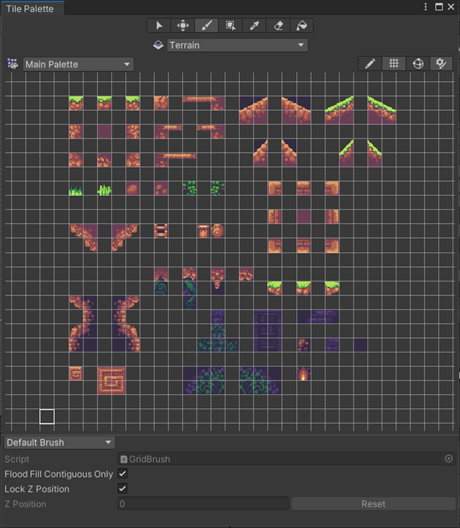 Tile Palette
Terrain
Main Palette
Default Brush
Script
GridBrush
Flood Fill Contiguous Only
Lock Z Position
Z Position
0
Reset